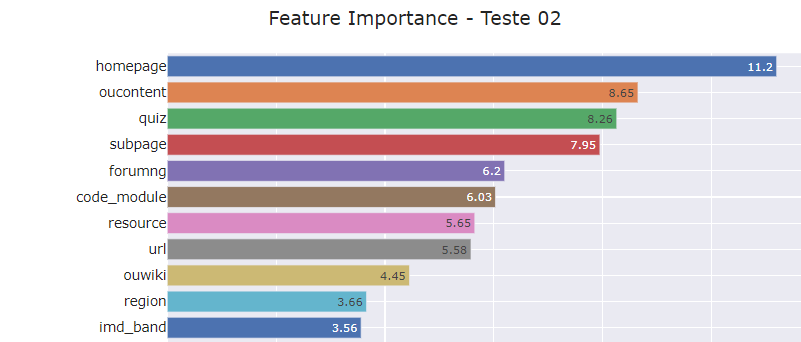 Feature Importance - Teste 02
homepage 11.2
oucontent 8.65
quiz 8.26
subpage 7.95
forumng 6.2
code_module 6.03
resource 5.65
url 5.58
ouwiki 4.45
region 3.66
imd_band 3.56